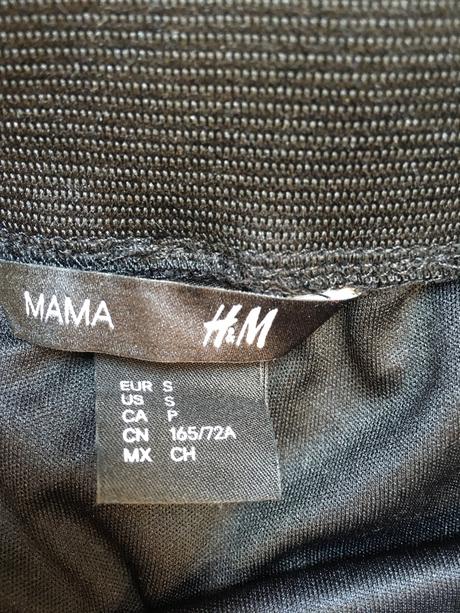 MAMA H&M
EUR S
US S
CA P
CN 165/72A
MX CH